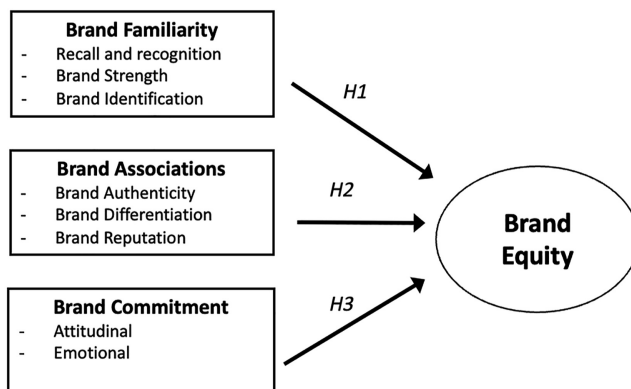 Brand Familiarity
- Recall and recognition
- Brand Strength
- Brand Identification
H1
Brand Associations
- Brand Authenticity
- Brand Differentiation
- Brand Reputation
H2
Brand Commitment
- Attitudinal
- Emotional
H3
Brand
Equity